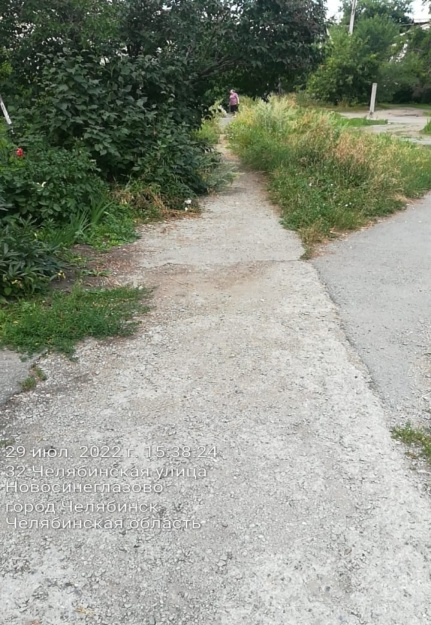 29 июл. 2022 г. 15:38:24
32 Челябинская улица
Новосинеглазово
город Челябинск
Челябинская область